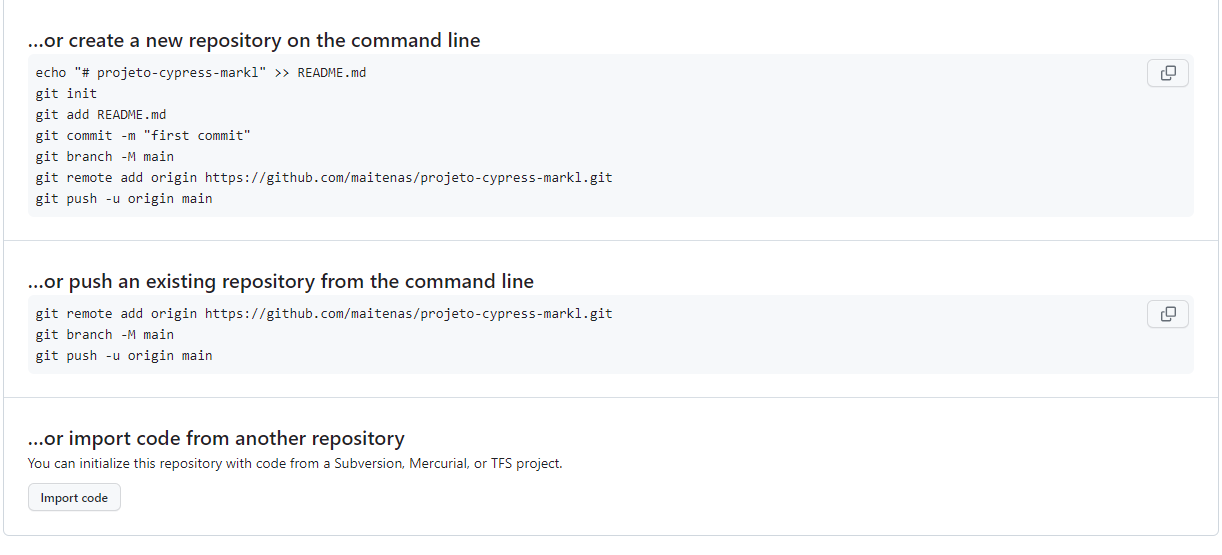 ...or create a new repository on the command line
echo "# projeto-cypress-markl" >> README.md
git init
git add README.md
git commit -m "first commit"
git branch -M main
git remote add origin https://github.com/maitenas/projeto-cypress-markl.git
git push -u origin main
...or push an existing repository from the command line
git remote add origin https://github.com/maitenas/projeto-cypress-markl.git
git branch -M main
git push -u origin main
...or import code from another repository
You can initialize this repository with code from a Subversion, Mercurial, or TFS project.
Import code